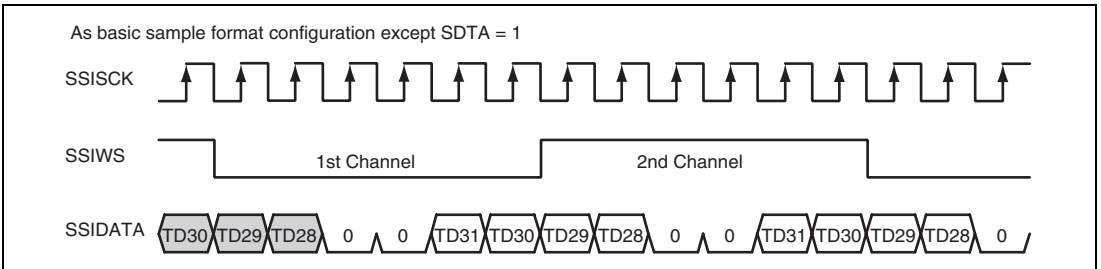 As basic sample format configuration except SDTA = 1
SSISCK
SSIWS 1st Channel 2nd Channel
SSIDATA TD30 TD29 TD28 0 0 TD31 TD30 TD29 TD28 0 0 TD31 TD30 TD29 TD28 0